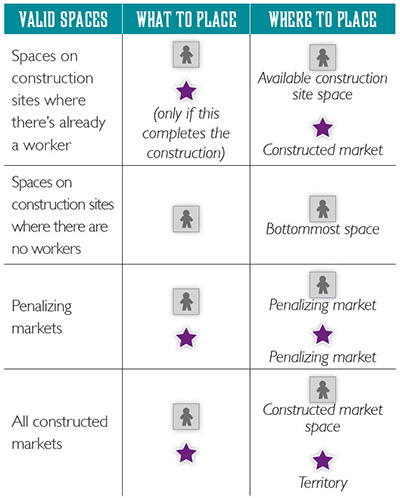 VALID SPACES
WHAT TO PLACE
WHERE TO PLACE
Spaces on
construction
sites where
there's already
a worker
(only if this
completes the
construction)
Available construction
site space
Constructed market
Spaces on
construction sites
where there are
no workers
Bottommost space
Penalizing
markets
Penalizing market
Penalizing market
All constructed
markets
Constructed market
space
Territory